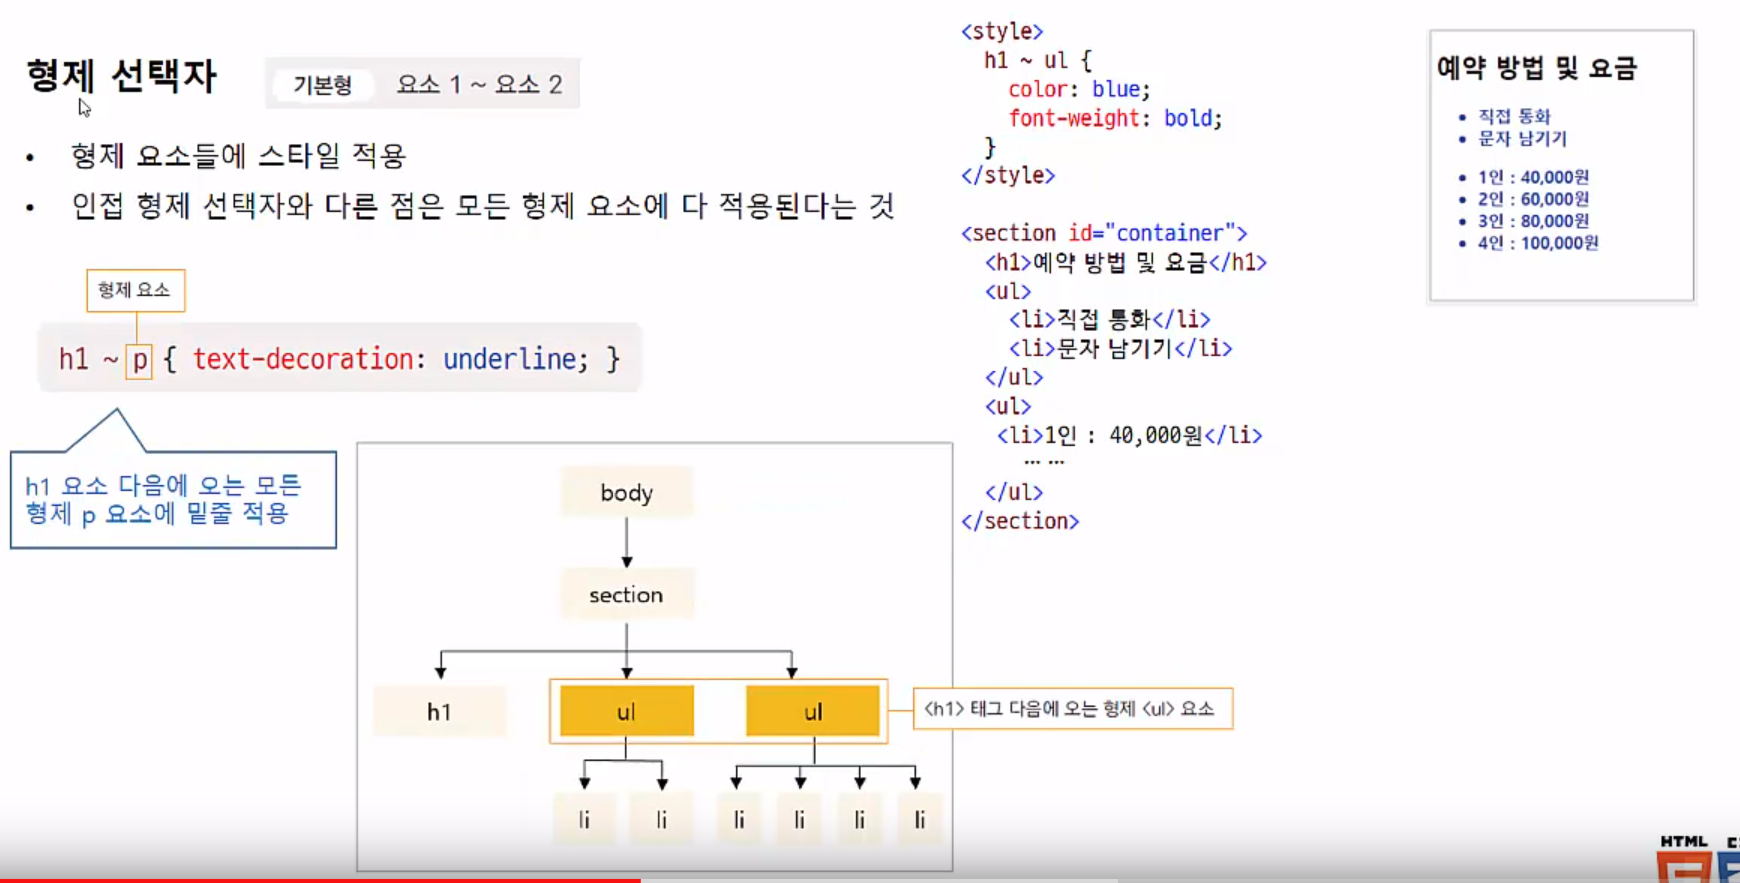 형제 선택자
기본형 요소 1 ~ 요소 2
• 형제 요소들에 스타일 적용
• 인접 형제 선택자와 다른 점은 모든 형제 요소에 다 적용된다는 것
형제 요소
h1 ~ p { text-decoration: underline; }
h1 요소 다음에 오는 모든
형제 p 요소에 밑줄 적용
body
section
h1 ul ul
<h1> 태그 다음에 오는 형제 <ul> 요소
li li li li li li
<style>
h1 ~ ul {
color: blue;
font-weight: bold;
}
</style>
<section id="container">
<h1>예약 방법 및 요금</h1>
<ul>
<li>직접 통화</li>
<li>문자 남기기</li>
</ul>
<ul>
<li>1인 : 40,000원</li>
… …
</ul>
</section>
예약 방법 및 요금
• 직접 통화
• 문자 남기기
• 1인 : 40,000원
• 2인 : 60,000원
• 3인 : 80,000원
• 4인 : 100,000원
HTML